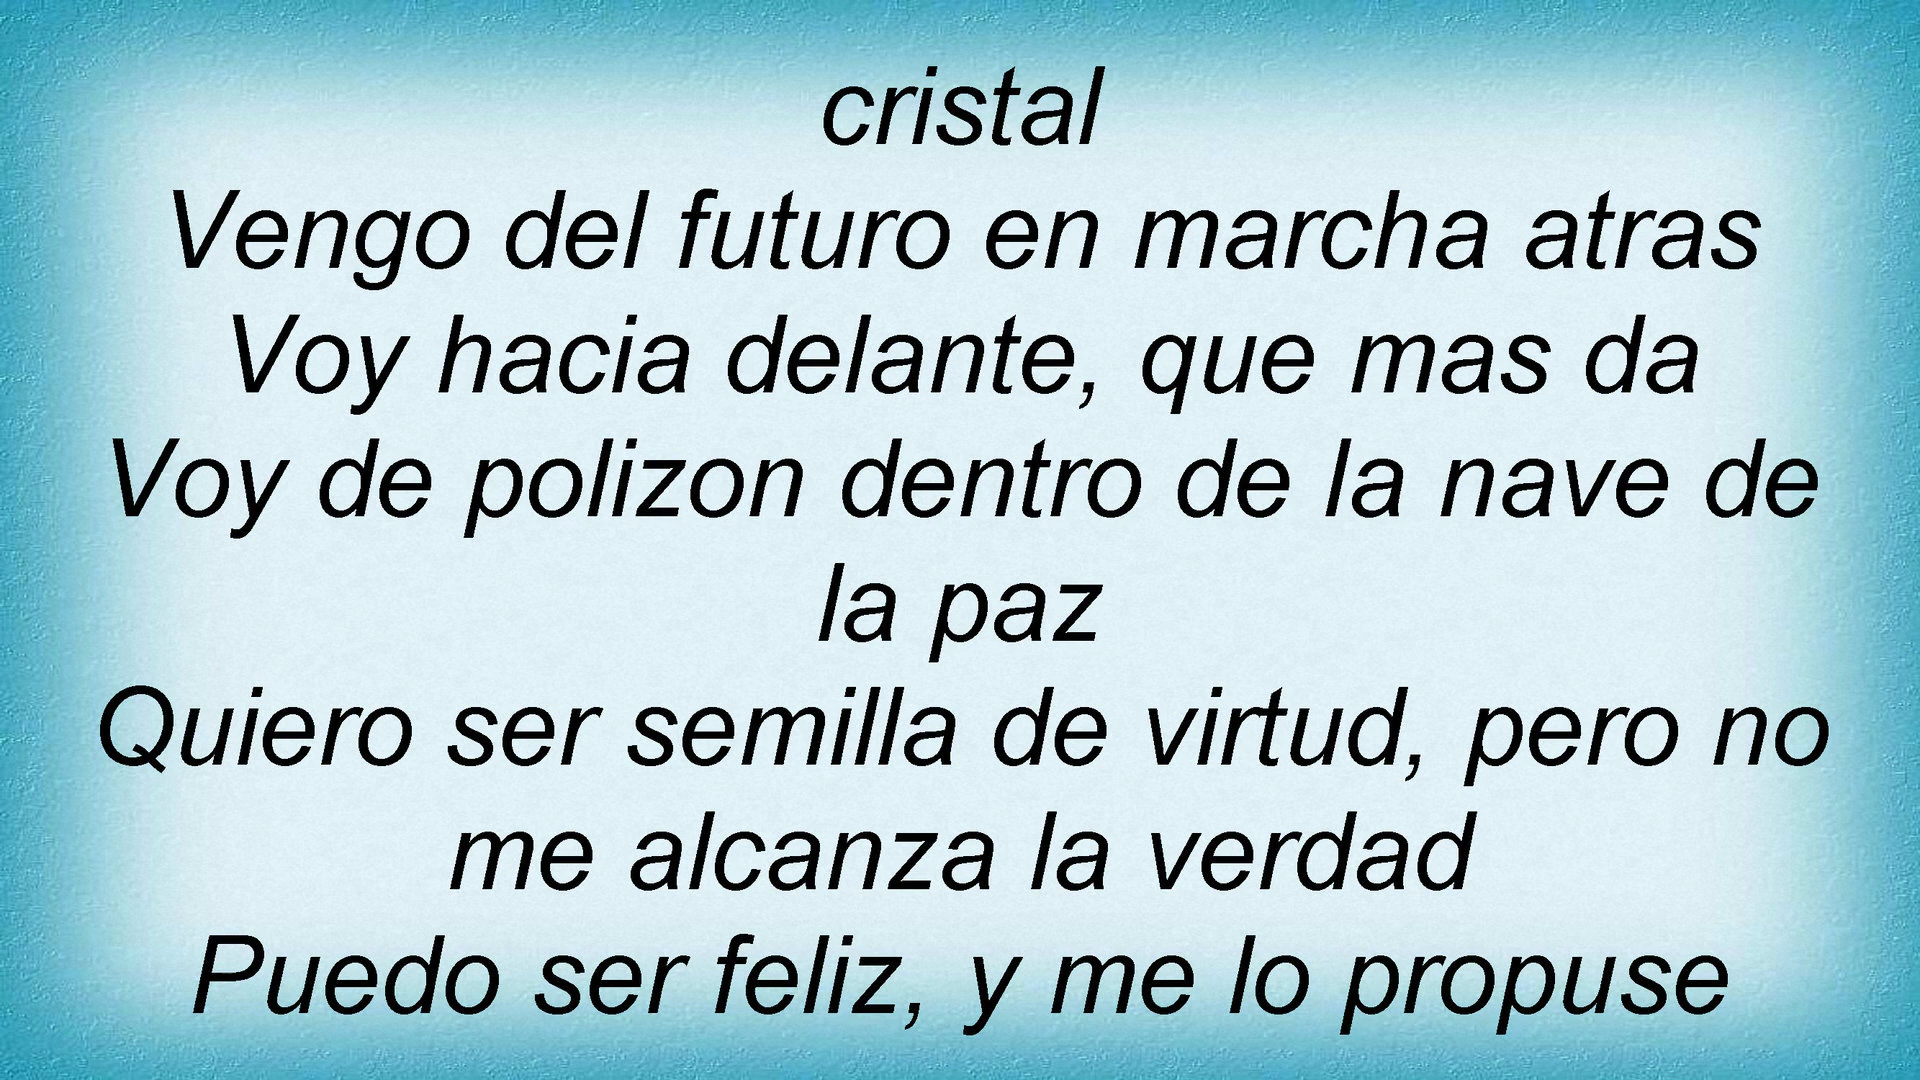 cristal
Vengo del futuro en marcha atras
Voy hacia delante, que mas da
Voy de polizon dentro de la nave de
la paz
Quiero ser semilla de virtud, pero no
me alcanza la verdad
Puedo ser feliz, y me lo propuse